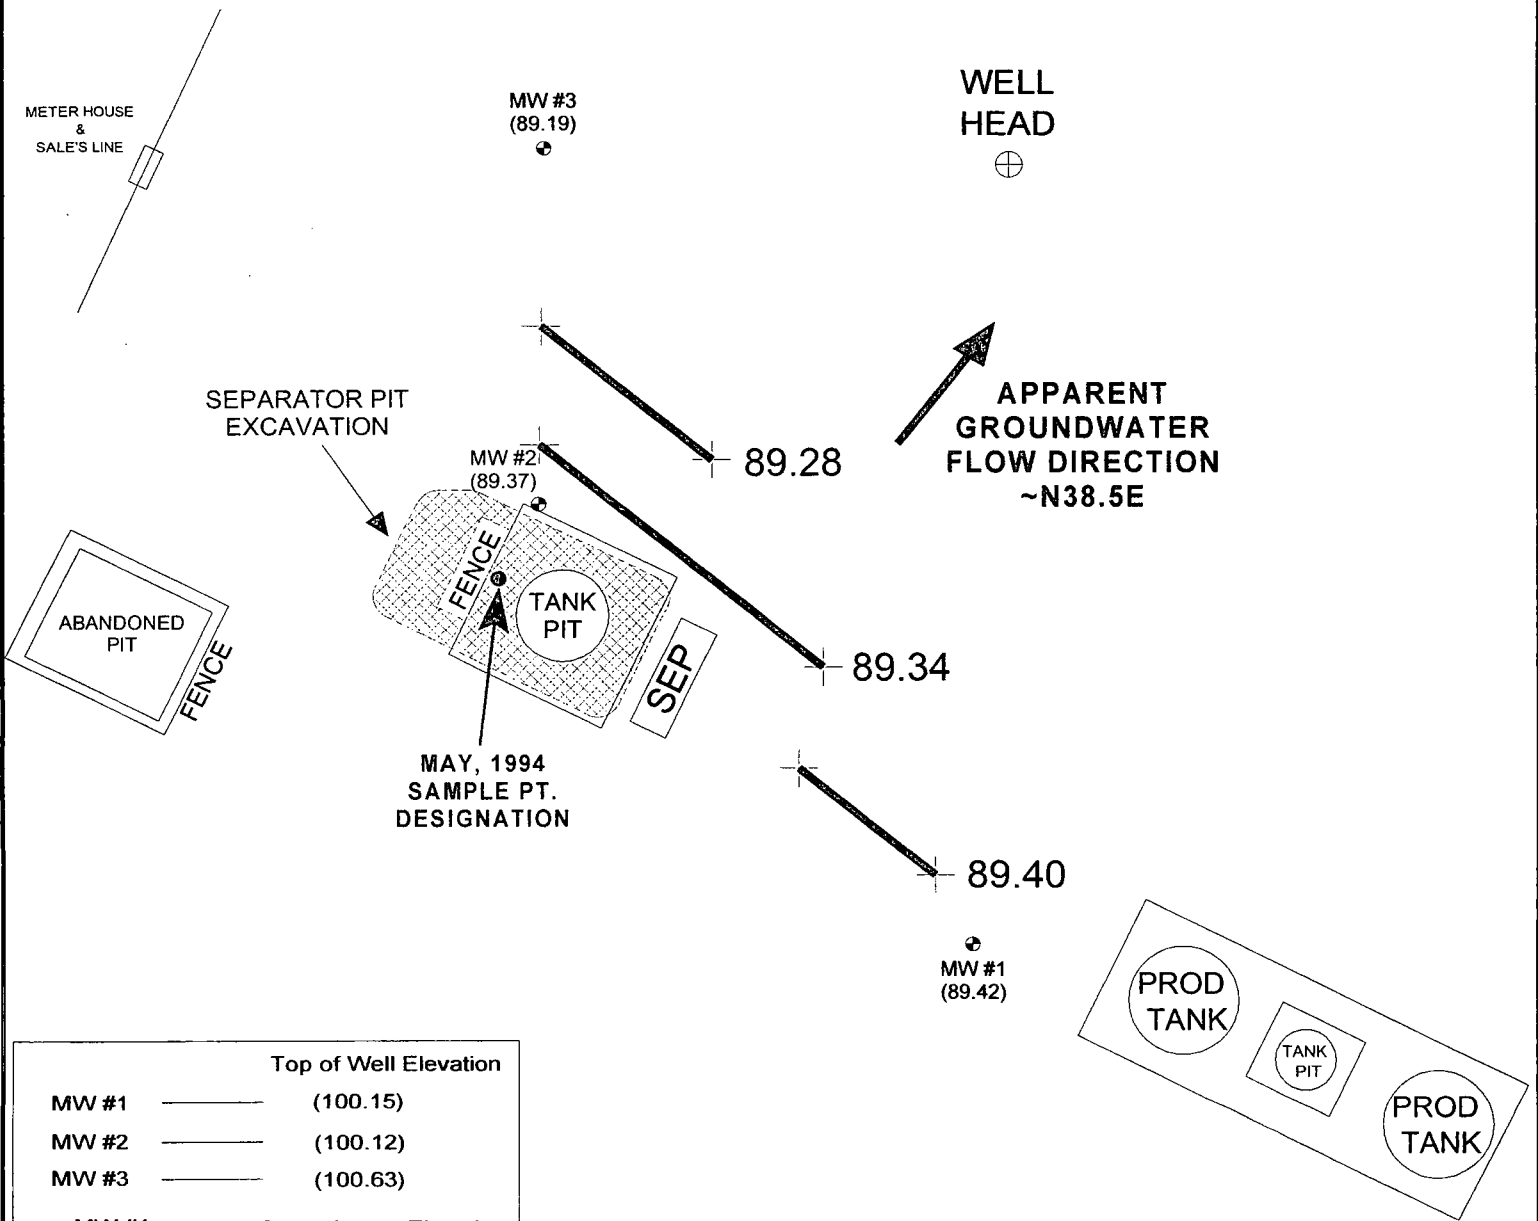 METER HOUSE
&
SALE'S LINE
MW #3
(89.19)
WELL
HEAD
SEPARATOR PIT
EXCAVATION
MW #2
(89.37)
89.28
APPARENT
GROUNDWATER
FLOW DIRECTION
~N38.5E
FENCE
TANK
PIT
ABANDONED
PIT
FENCE
SEP
89.34
MAY, 1994
SAMPLE PT.
DESIGNATION
89.40
MW #1
(89.42)
PROD
TANK
TANK
PIT
PROD
TANK
Top of Well Elevation
MW #1 (100.15)
MW #2 (100.12)
MW #3 (100.63)